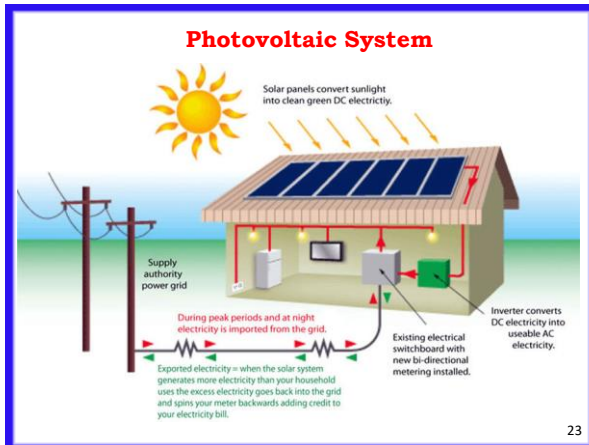 Photovoltaic System
Solar panels convert sunlight
into clean green DC electrictiy.
Supply
authority
power grid
During peak periods and at night
electricity is imported from the grid.
Inverter converts
DC electricity into
useable AC
electricity.
Existing electrical
switchboard with
new bi-directional
metering installed.
Exported electricity = when the solar system
generates more electricity than your household
uses the excess electricity goes back into the grid
and spins your meter backwards adding credit to
your electricity bill.
23